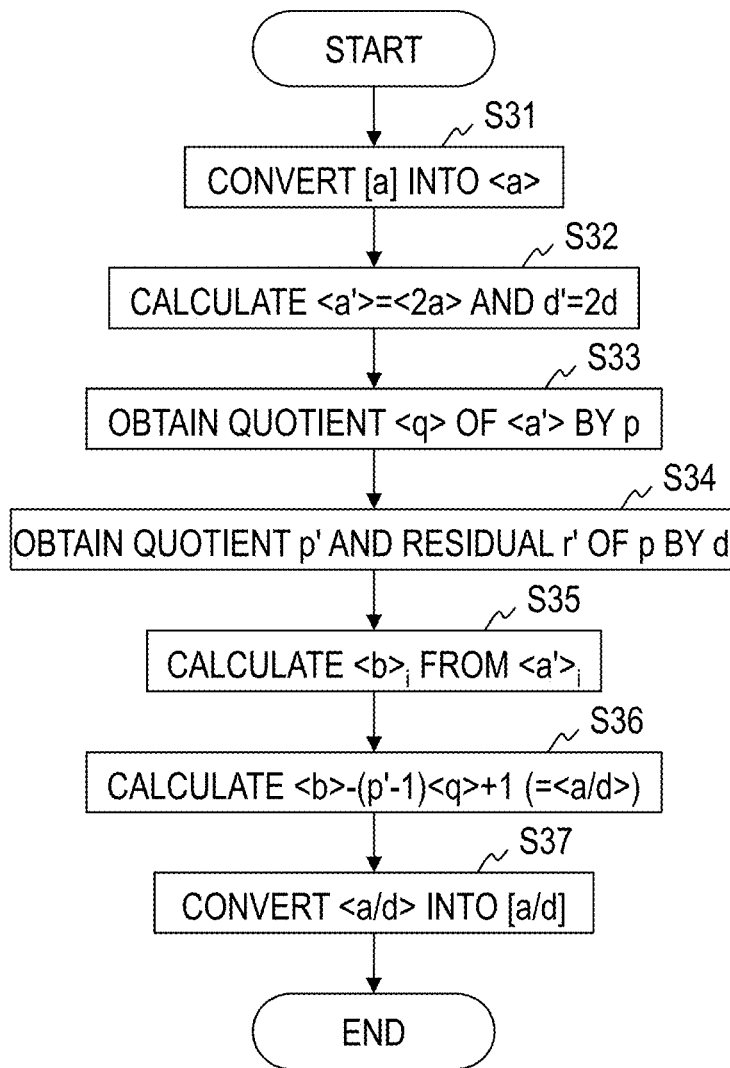 START
S31
CONVERT [a] INTO <a>
S32
CALCULATE <a'>=<2a> AND d'=2d
S33
OBTAIN QUOTIENT <q> OF <a'> BY p
S34
OBTAIN QUOTIENT p' AND RESIDUAL r' OF p BY d
S35
CALCULATE <b>i FROM <a'>i
S36
CALCULATE <b>-(p'-1)<q>+1 (=<a/d>)
S37
CONVERT <a/d> INTO [a/d]
END